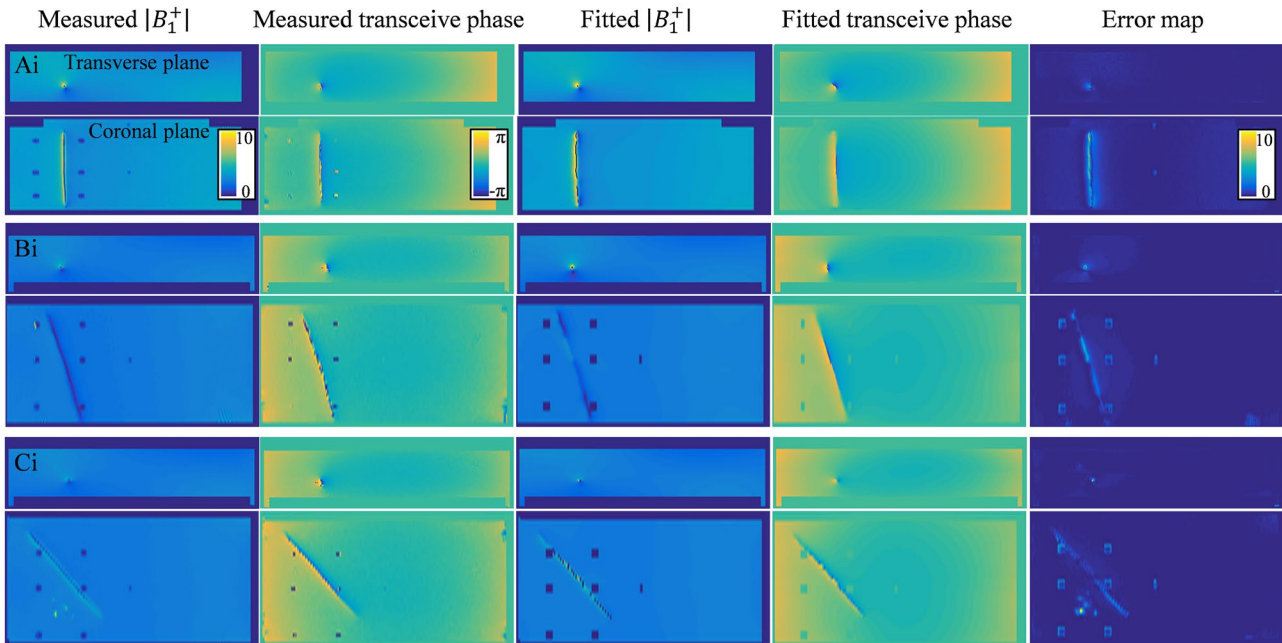 Measured |B₁⁺| Measured transceive phase Fitted |B₁⁺| Fitted transceive phase Error map
Ai Transverse plane
Coronal plane
10 π 10
0 -π 0
Bi
Ci